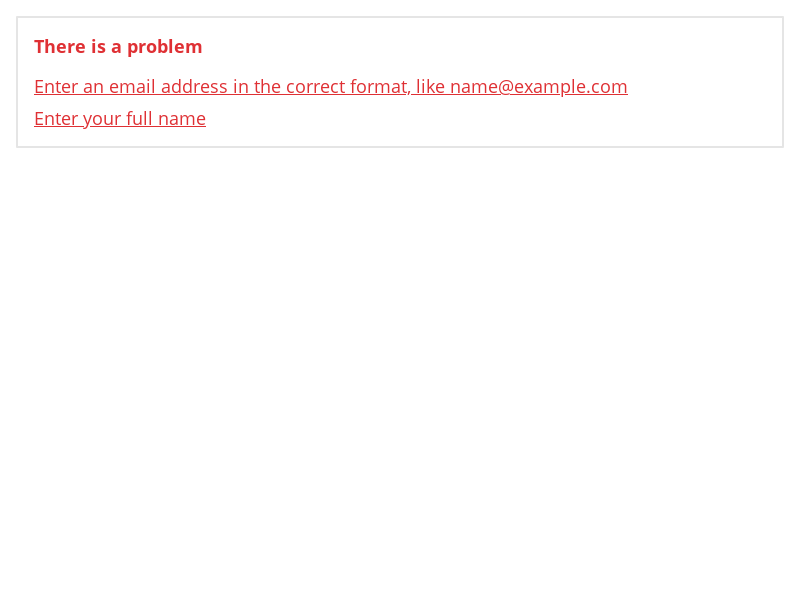 There is a problem
Enter an email address in the correct format, like name@example.com
Enter your full name